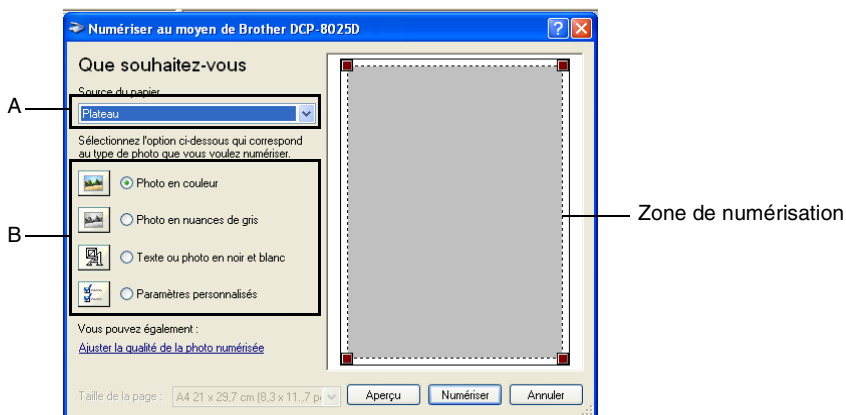 Numériser au moyen de Brother DCP-8025D
Que souhaitez-vous
Source du papier
A
Plateau
Sélectionnez l'option ci-dessous qui correspond
au type de photo que vous voulez numériser.
Photo en couleur
Photo en nuances de gris
Zone de numérisation
B
Texte ou photo en noir et blanc
Paramètres personnalisés
Vous pouvez également :
Ajuster la qualité de la photo numérisée
Taille de la page : A4 21 x 29,7 cm (8,3 x 11,,7 p
Aperçu
Numériser
Annuler